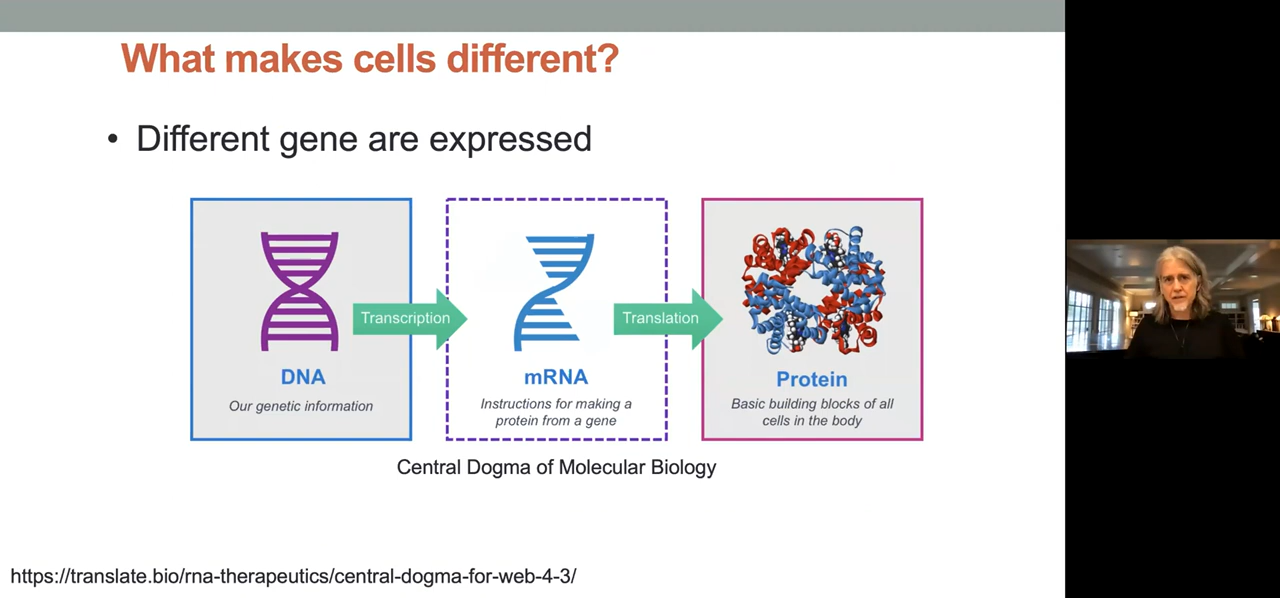 What makes cells different?
• Different gene are expressed
Transcription
Translation
DNA
mRNA
Protein
Our genetic information
Instructions for making a
protein from a gene
Basic building blocks of all
cells in the body
Central Dogma of Molecular Biology
https://translate.bio/rna-therapeutics/central-dogma-for-web-4-3/